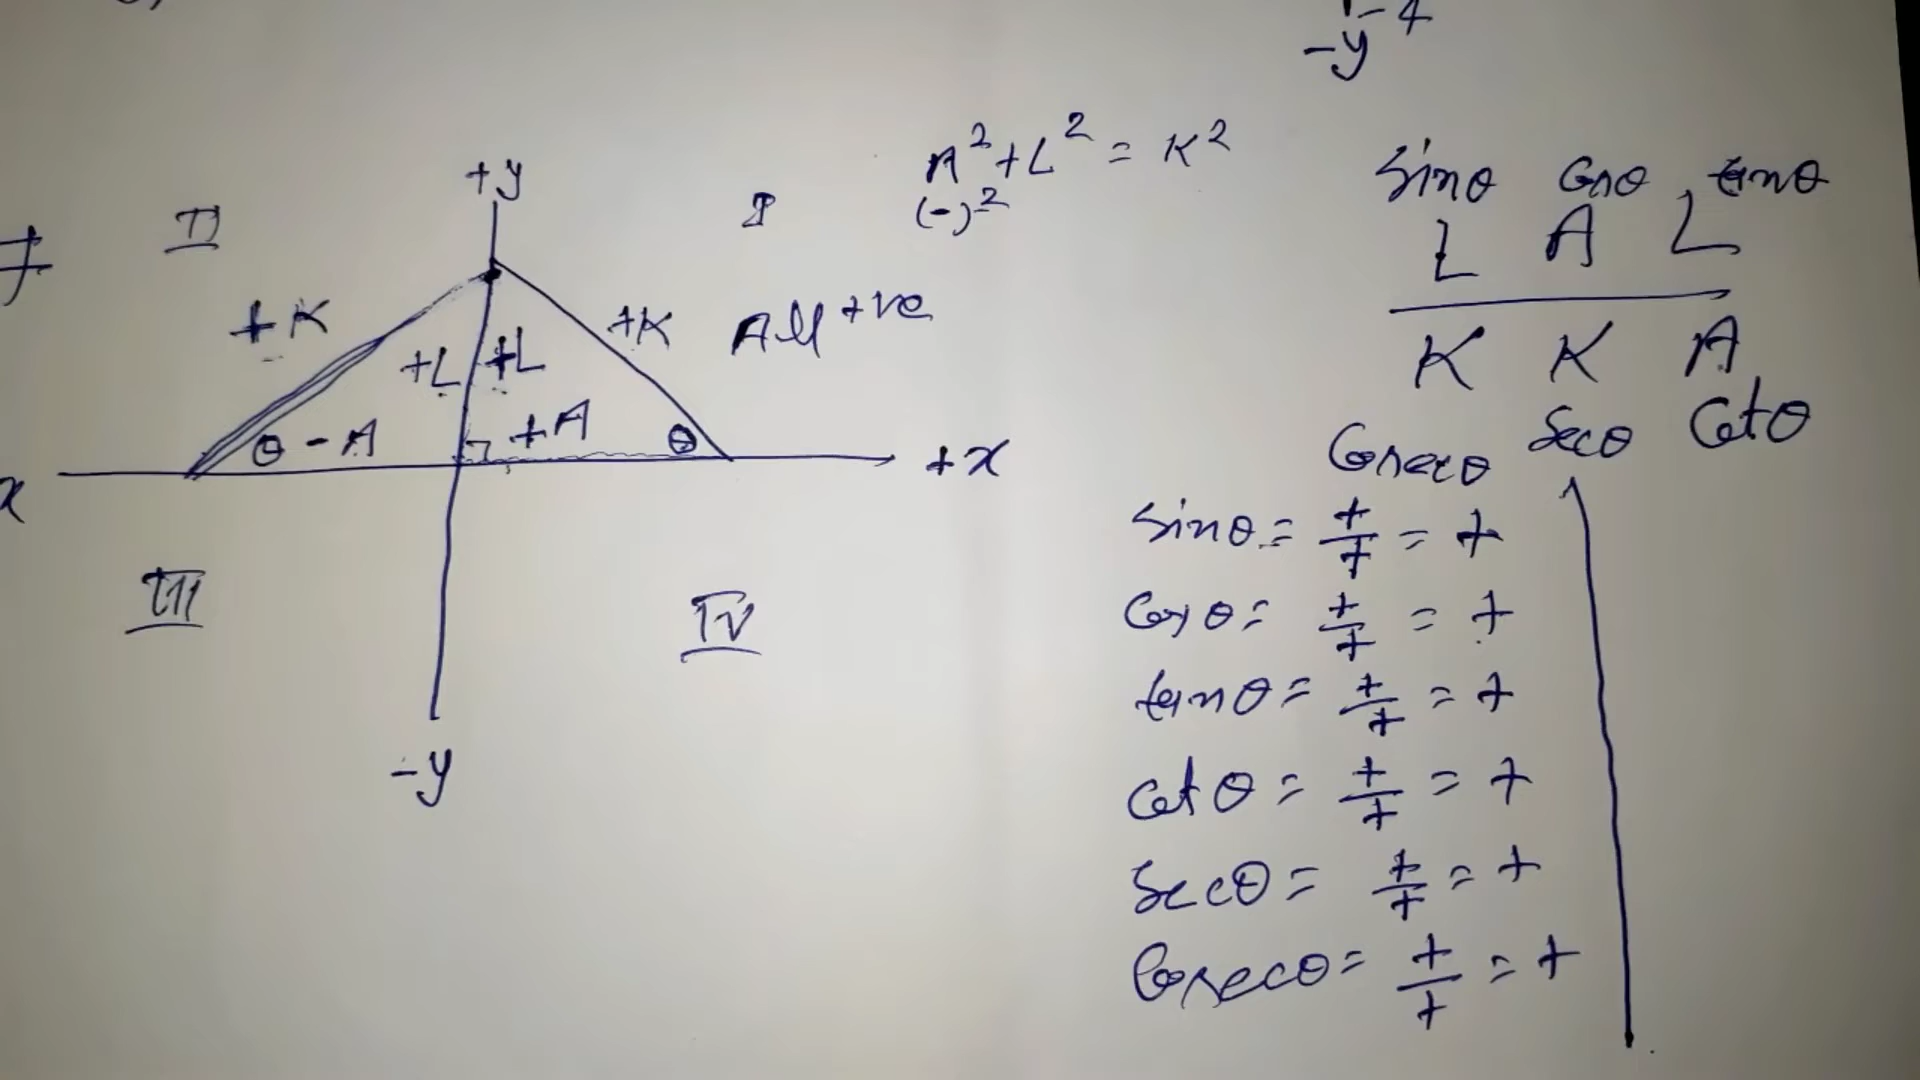 -y -4
A² + L² = K²
(-)²
+y
II
I
+K
+L
+L
+K
All +ve
θ -A
+A
θ
x
+x
III
IV
-y
Sinθ Cosθ tanθ
L A L
K K A
Cosecθ Secθ Cotθ
Sinθ = +/+ = +
Cosθ = +/+ = +
tanθ = +/+ = +
Cotθ = +/+ = +
Secθ = +/+ = +
Cosecθ = +/+ = +